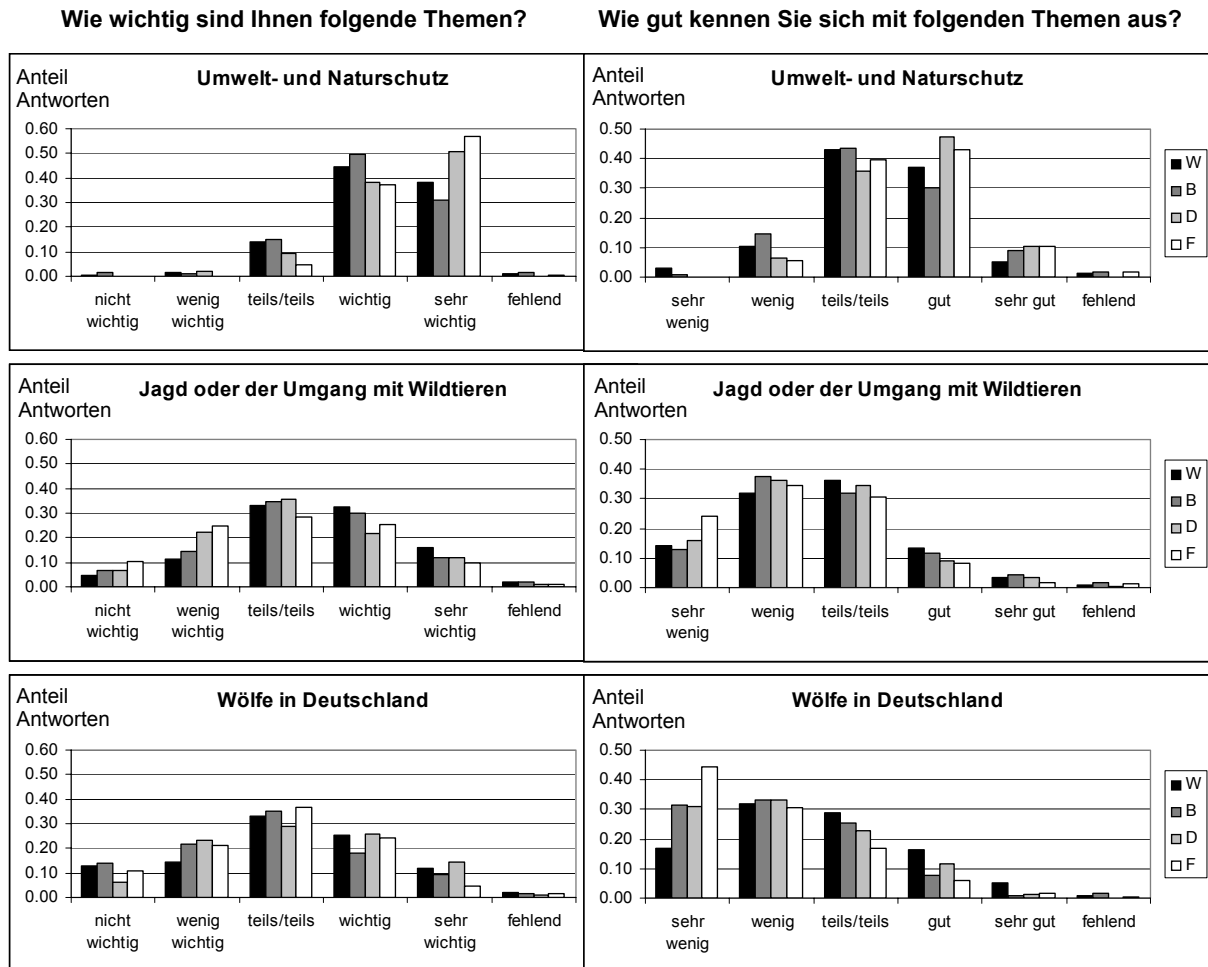 Wie wichtig sind Ihnen folgende Themen?
Wie gut kennen Sie sich mit folgenden Themen aus?
Anteil
Antworten
Umwelt- und Naturschutz
0.60
0.50
0.40
0.30
0.20
0.10
0.00
nicht wichtig
wenig wichtig
teils/teils
wichtig
sehr wichtig
fehlend
Anteil
Antworten
Umwelt- und Naturschutz
0.50
0.40
0.30
0.20
0.10
0.00
sehr wenig
wenig
teils/teils
gut
sehr gut
fehlend
W
B
D
F
Anteil
Antworten
Jagd oder der Umgang mit Wildtieren
0.60
0.50
0.40
0.30
0.20
0.10
0.00
nicht wichtig
wenig wichtig
teils/teils
wichtig
sehr wichtig
fehlend
Anteil
Antworten
Jagd oder der Umgang mit Wildtieren
0.50
0.40
0.30
0.20
0.10
0.00
sehr wenig
wenig
teils/teils
gut
sehr gut
fehlend
W
B
D
F
Anteil
Antworten
Wölfe in Deutschland
0.60
0.50
0.40
0.30
0.20
0.10
0.00
nicht wichtig
wenig wichtig
teils/teils
wichtig
sehr wichtig
fehlend
Anteil
Antworten
Wölfe in Deutschland
0.50
0.40
0.30
0.20
0.10
0.00
sehr wenig
wenig
teils/teils
gut
sehr gut
fehlend
W
B
D
F